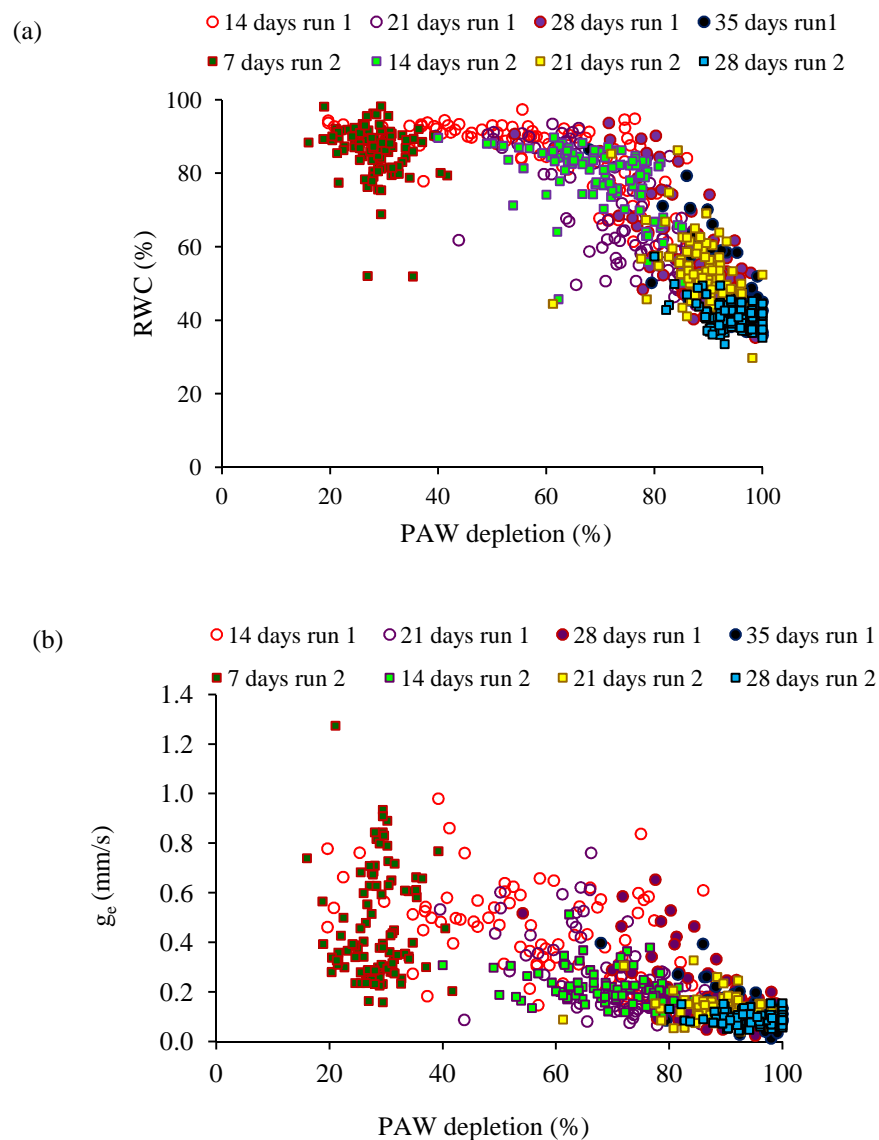 (a)
14 days run 1 21 days run 1 28 days run 1 35 days run1
7 days run 2 14 days run 2 21 days run 2 28 days run 2
100
80
60
40
20
0
RWC (%)
0 20 40 60 80 100
PAW depletion (%)
(b)
14 days run 1 21 days run 1 28 days run 1 35 days run 1
7 days run 2 14 days run 2 21 days run 2 28 days run 2
1.4
1.2
1.0
0.8
0.6
0.4
0.2
0.0
ge (mm/s)
0 20 40 60 80 100
PAW depletion (%)